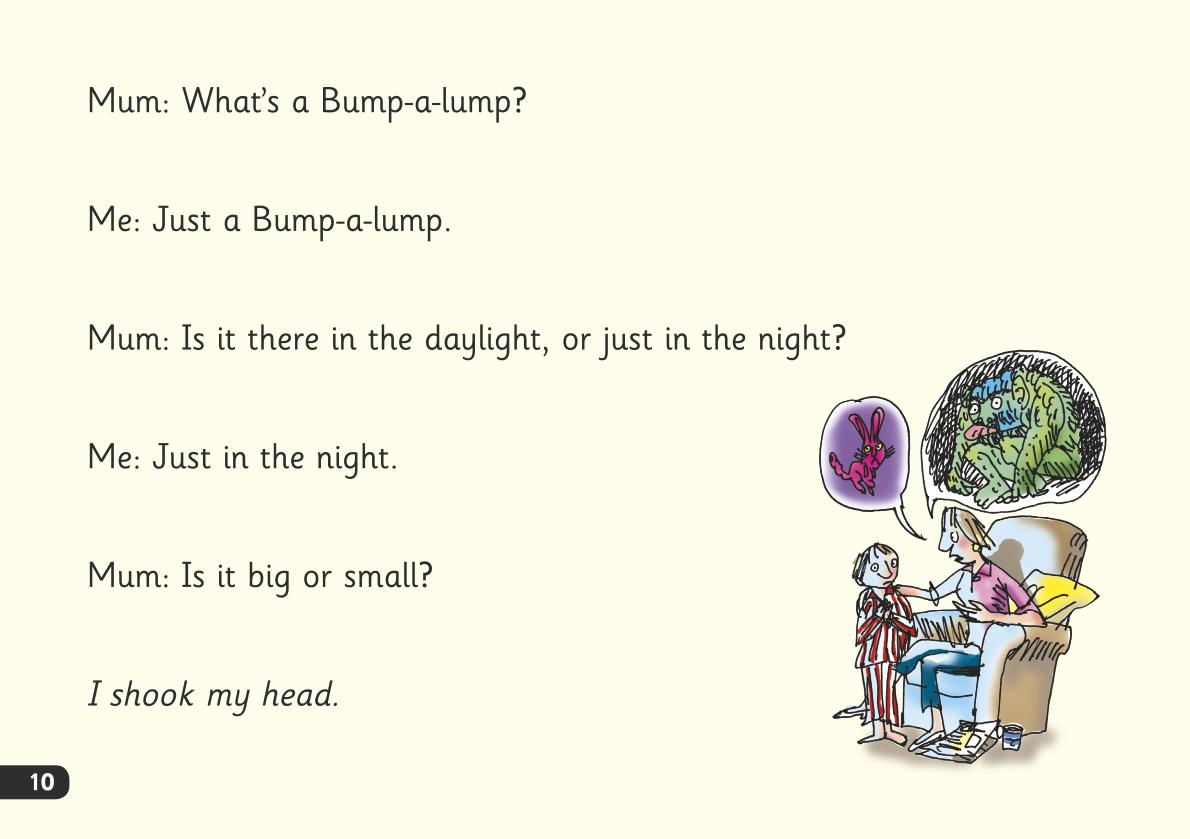 Mum: What's a Bump-a-lump?
Me: Just a Bump-a-lump.
Mum: Is it there in the daylight, or just in the night?
Me: Just in the night.
Mum: Is it big or small?
I shook my head.
10